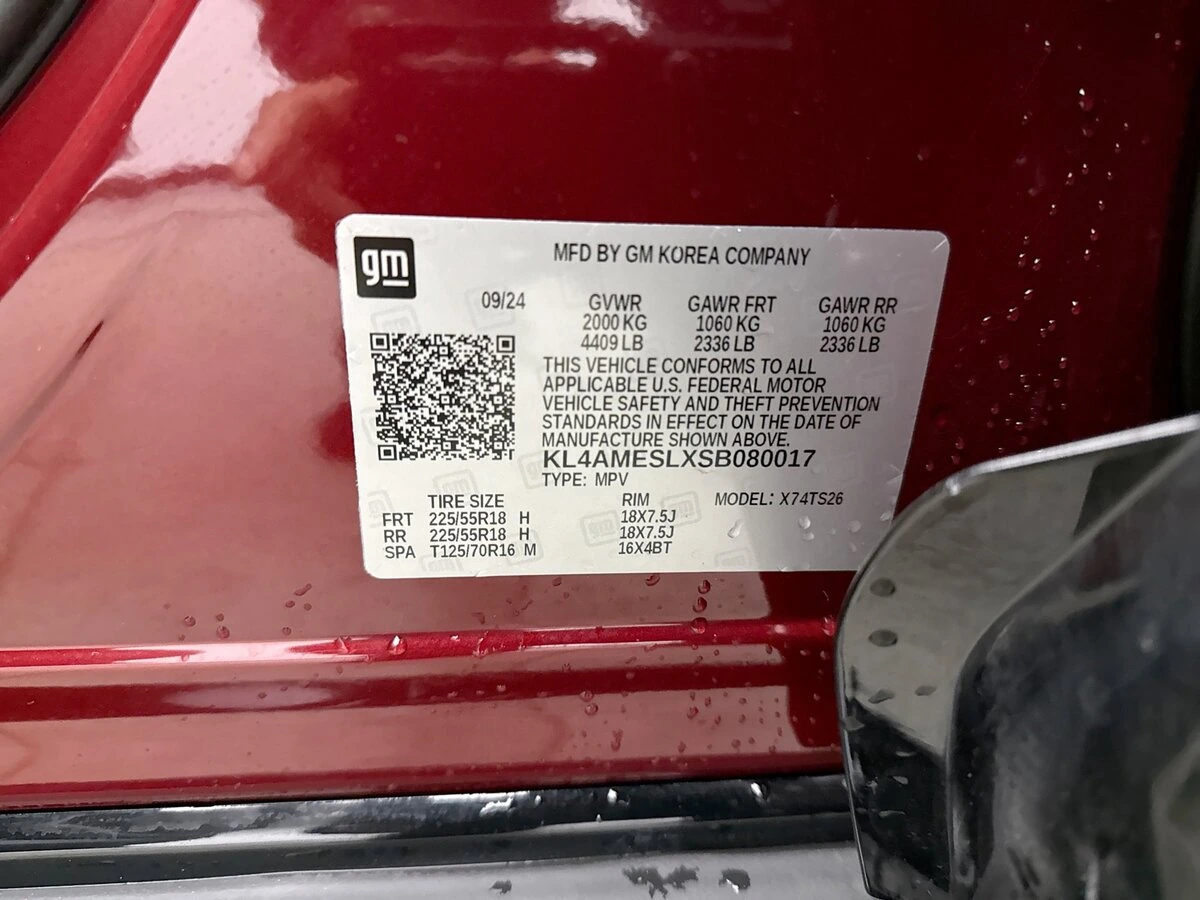 gm
MFD BY GM KOREA COMPANY
09/24 GVWR GAWR FRT GAWR RR
2000 KG 1060 KG 1060 KG
4409 LB 2336 LB 2336 LB
THIS VEHICLE CONFORMS TO ALL
APPLICABLE U.S. FEDERAL MOTOR
VEHICLE SAFETY AND THEFT PREVENTION
STANDARDS IN EFFECT ON THE DATE OF
MANUFACTURE SHOWN ABOVE.
KL4AMESLXSB080017
TYPE: MPV
TIRE SIZE RIM MODEL: X74TS26
FRT 225/55R18 H 18X7.5J
RR 225/55R18 H 18X7.5J
SPA T125/70R16 M 16X4BT